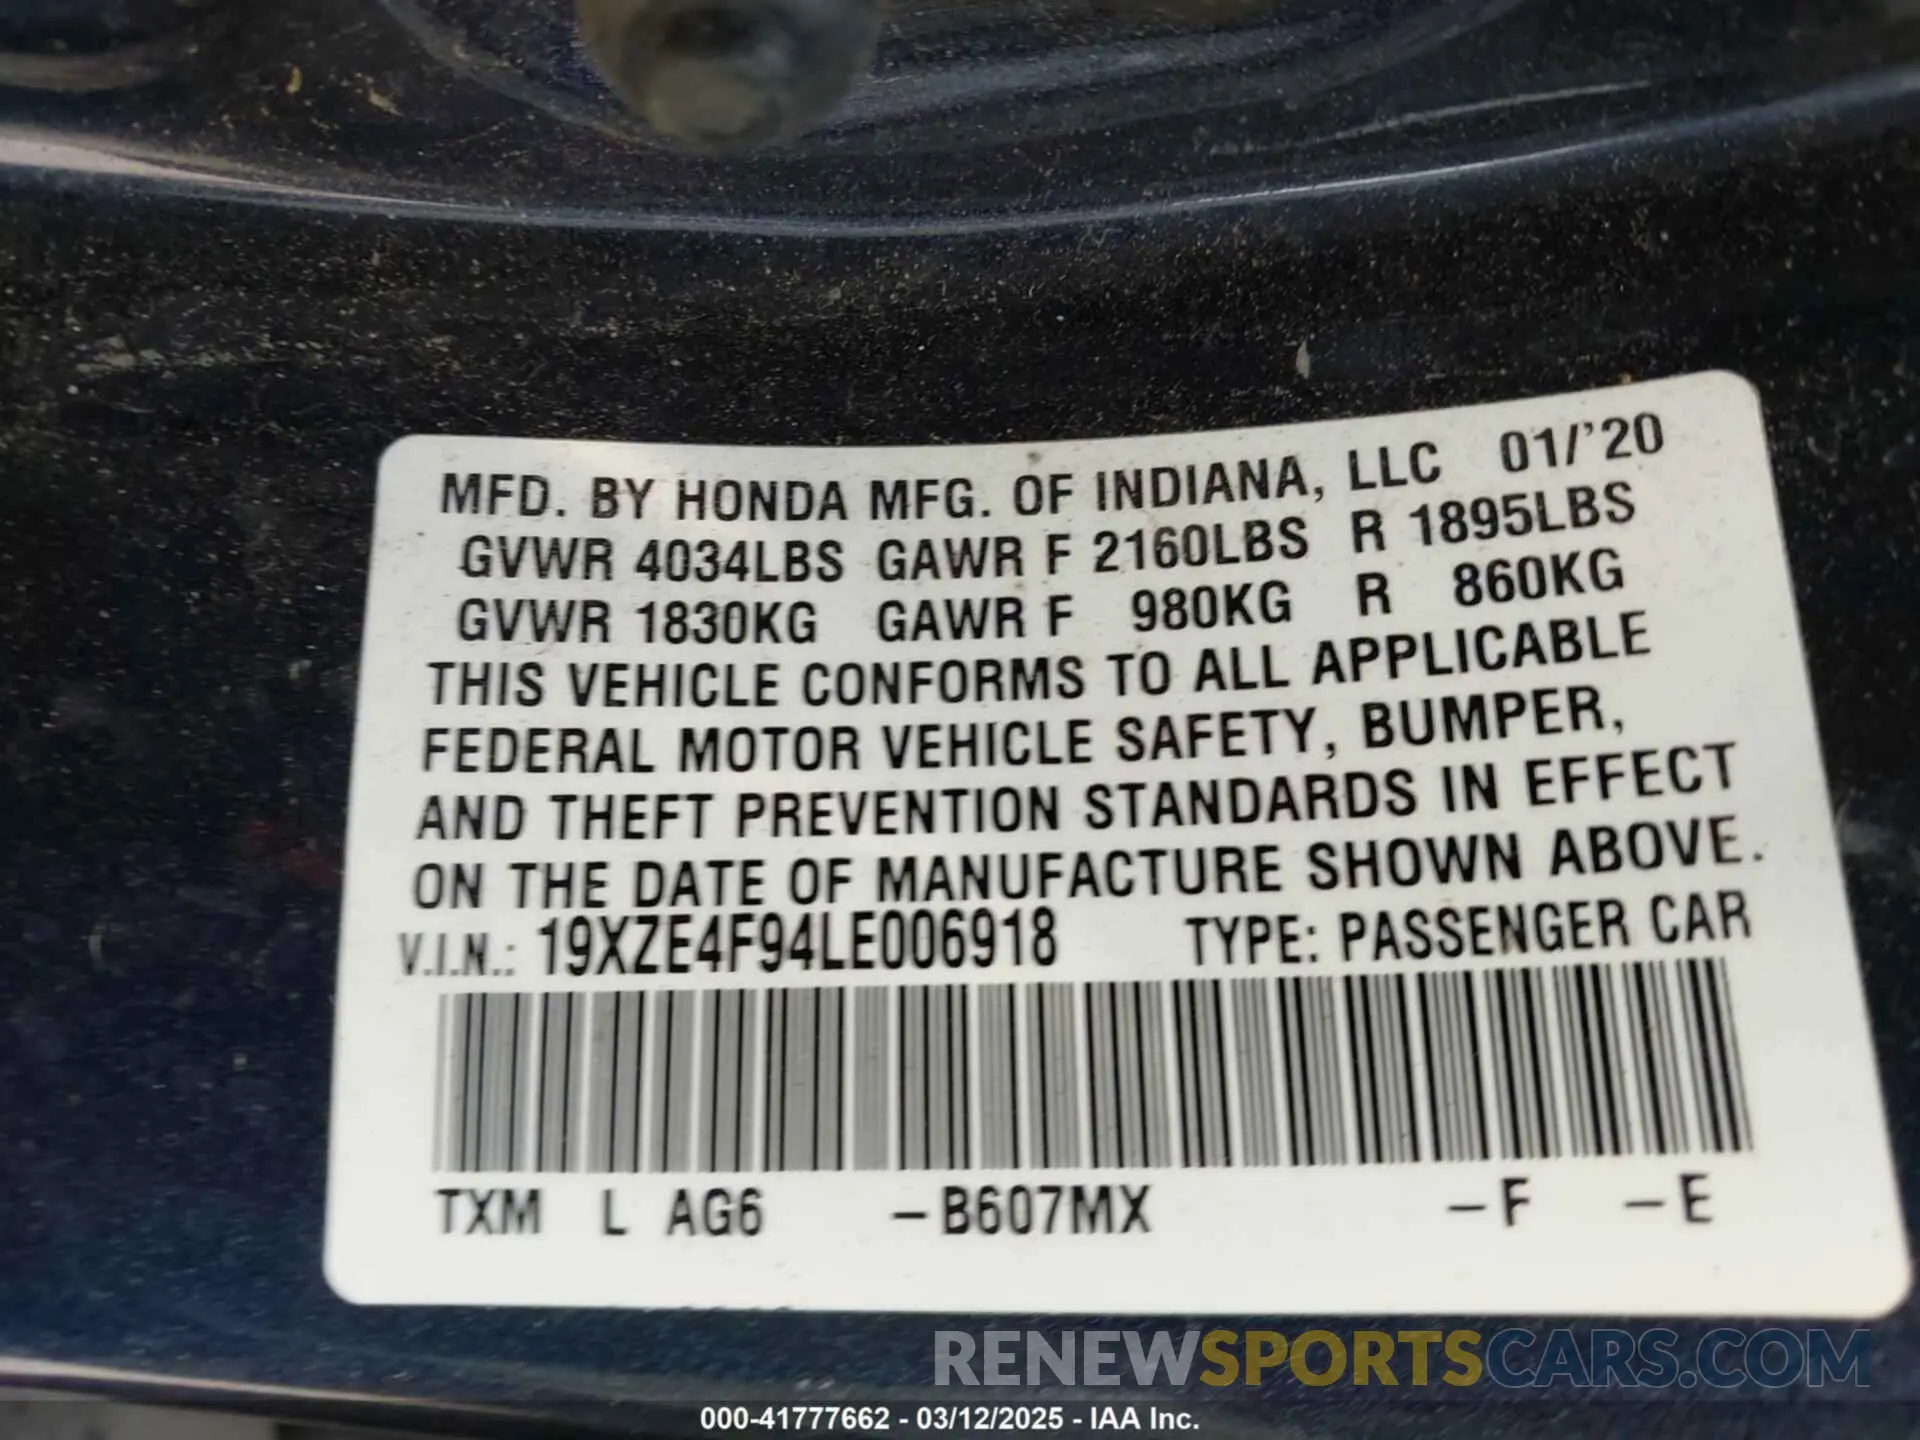 MFD. BY HONDA MFG. OF INDIANA, LLC 01/'20
GVWR 4034LBS GAWR F 2160LBS R 1895LBS
GVWR 1830KG GAWR F 980KG R 860KG
THIS VEHICLE CONFORMS TO ALL APPLICABLE
FEDERAL MOTOR VEHICLE SAFETY, BUMPER,
AND THEFT PREVENTION STANDARDS IN EFFECT
ON THE DATE OF MANUFACTURE SHOWN ABOVE.
V.I.N.: 19XZE4F94LE006918 TYPE: PASSENGER CAR
TXM L AG6 -B607MX -F -E
RENEWSPORTSCARS.COM
000-41777662 - 03/12/2025 - IAA Inc.